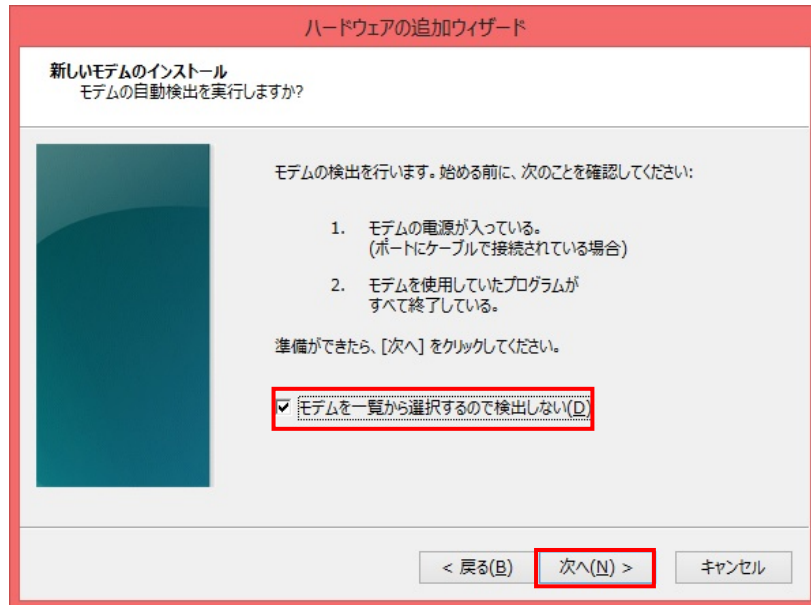 ハードウェアの追加ウィザード
新しいモデムのインストール
モデムの自動検出を実行しますか?
モデムの検出を行います。始める前に、次のことを確認してください:
1. モデムの電源が入っている。
(ポートにケーブルで接続されている場合)
2. モデムを使用していたプログラムが
すべて終了している。
準備ができたら、[次へ] をクリックしてください。
モデムを一覧から選択するので検出しない(D)
< 戻る(B) 次へ(N) > キャンセル